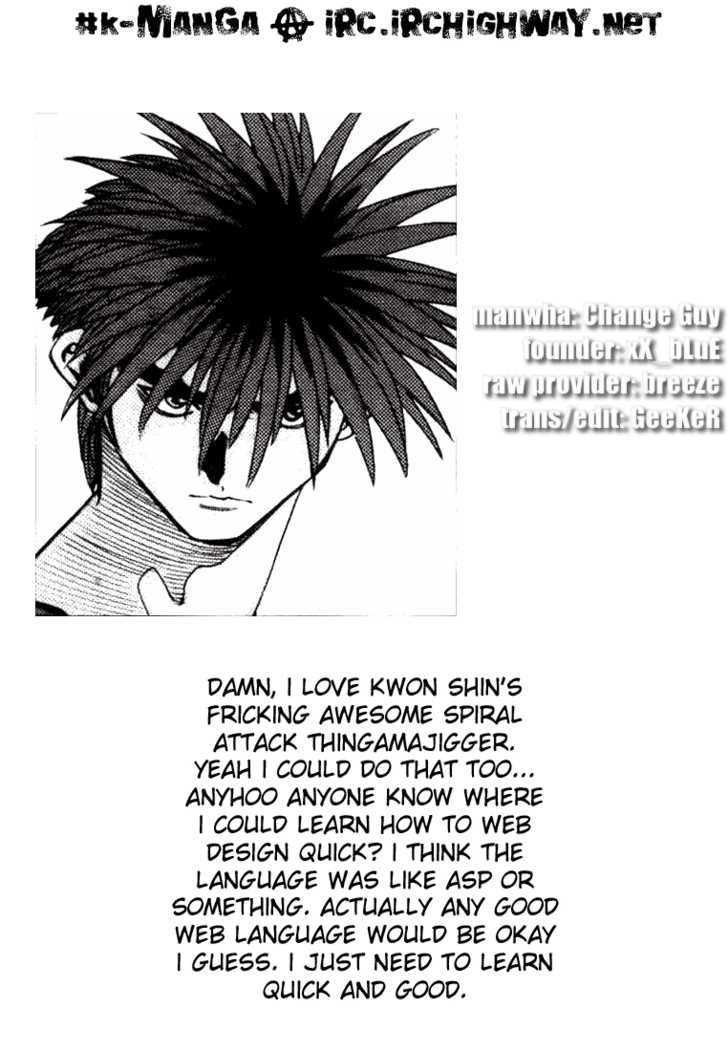 #k-MANGA @ iRC.iRCHiGHWAY.NeT
manwha: Change Guy
founder: xX_bLuE
raw provider: breeze
trans/edit: GeeKeR
DAMN, I LOVE KWON SHIN'S
FRICKING AWESOME SPIRAL
ATTACK THINGAMAJIGGER.
YEAH I COULD DO THAT TOO...
ANYHOO ANYONE KNOW WHERE
I COULD LEARN HOW TO WEB
DESIGN QUICK? I THINK THE
LANGUAGE WAS LIKE ASP OR
SOMETHING. ACTUALLY ANY GOOD
WEB LANGUAGE WOULD BE OKAY
I GUESS. I JUST NEED TO LEARN
QUICK AND GOOD.